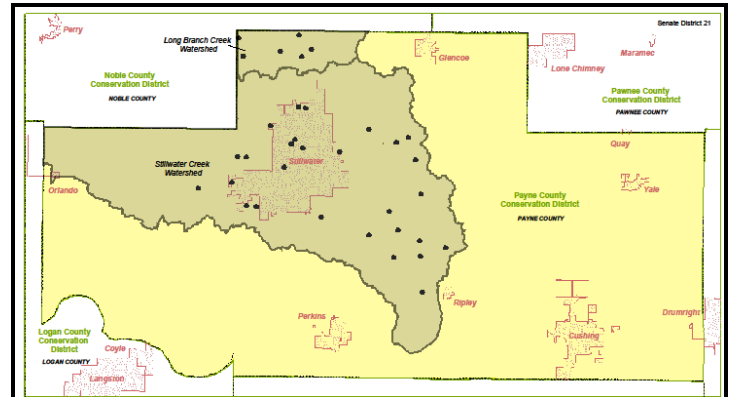 Senate District 21
Perry
Long Branch Creek
Watershed
Glencoe
Lone Chimney
Maramec
Noble County
Conservation District
NOBLE COUNTY
Pawnee County
Conservation District
PAWNEE COUNTY
Quay
Stillwater
Stillwater Creek
Watershed
Orlando
Yale
Payne County
Conservation District
PAYNE COUNTY
Ripley
Perkins
Drumright
Cushing
Logan County
Conservation
District
LOGAN COUNTY
Coyle
Langston